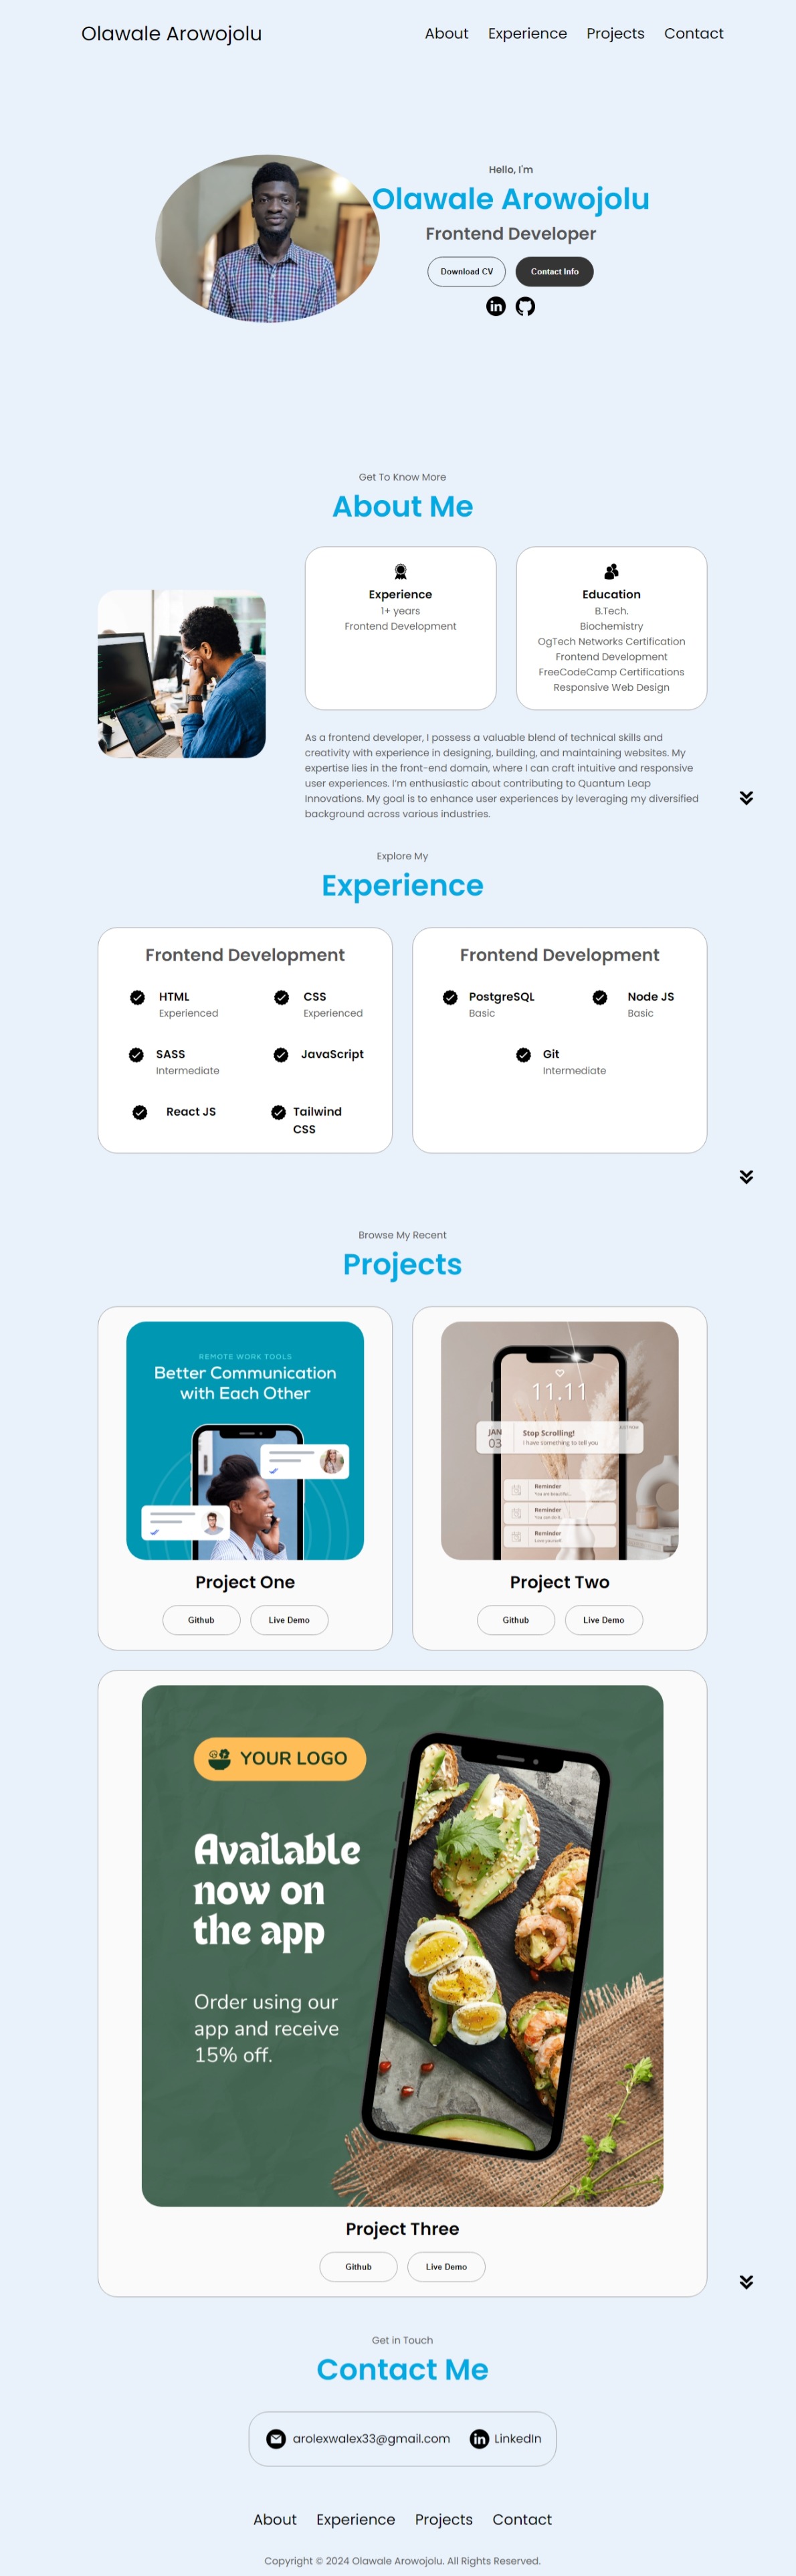 Olawale Arowojolu
About Experience Projects Contact
Hello, I'm
Olawale Arowojolu
Frontend Developer
Download CV Contact Info
Get To Know More
About Me
Experience
1+ years
Frontend Development
Education
B.Tech.
Biochemistry
OgTech Networks Certification
Frontend Development
FreeCodeCamp Certifications
Responsive Web Design
As a frontend developer, I possess a valuable blend of technical skills and
creativity with experience in designing, building, and maintaining websites. My
expertise lies in the front-end domain, where I can craft intuitive and responsive
user experiences. I'm enthusiastic about contributing to Quantum Leap
Innovations. My goal is to enhance user experiences by leveraging my diversified
background across various industries.
Explore My
Experience
Frontend Development
HTML
Experienced
CSS
Experienced
SASS
Intermediate
JavaScript
React JS
Tailwind
CSS
Frontend Development
PostgreSQL
Basic
Node JS
Basic
Git
Intermediate
Browse My Recent
Projects
REMOTE WORK TOOLS
Better Communication
with Each Other
Project One
Github Live Demo
11.11
JAN
03
Stop Scrolling!
I have something to tell you
Reminder
You are beautiful...
Reminder
You can do it.
Reminder
Love yourself.
Project Two
Github Live Demo
YOUR LOGO
Available
now on
the app
Order using our
app and receive
15% off.
Project Three
Github Live Demo
Get in Touch
Contact Me
arolexwalex33@gmail.com LinkedIn
About Experience Projects Contact
Copyright © 2024 Olawale Arowojolu. All Rights Reserved.